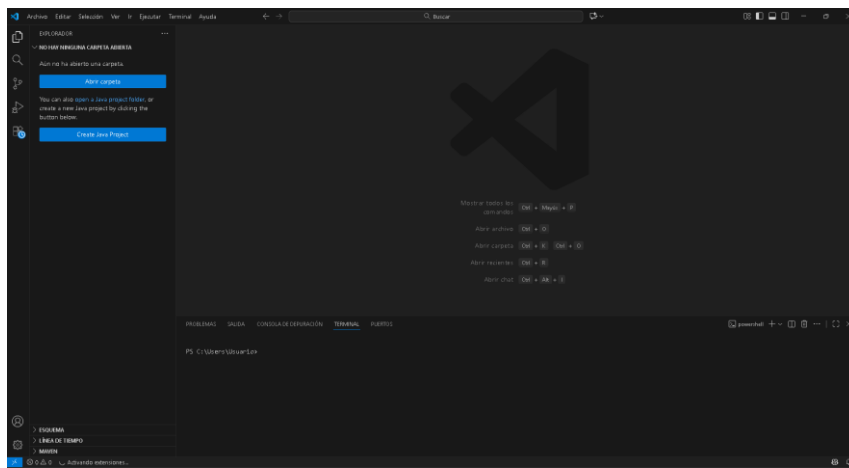 Archivo Editar Selección Ver Ir Ejecutar Terminal Ayuda
Buscar
EXPLORADOR
NO HAY NINGUNA CARPETA ABIERTA
Aún no ha abierto una carpeta.
Abrir carpeta
You can also open a Java project folder, or
create a new Java project by clicking the
button below.
Create Java Project
Mostrar todos los
comandos
Ctrl + Mayús + P
Abrir archivo Ctrl + O
Abrir carpeta Ctrl + K Ctrl + O
Abrir recientes Ctrl + R
Abrir chat Ctrl + Alt + I
PROBLEMAS SALIDA CONSOLA DE DEPURACIÓN TERMINAL PUERTOS
powershell
PS C:\Users\Usuario>
ESQUEMA
LÍNEA DE TIEMPO
MAVEN
0 0 Activando extensiones...